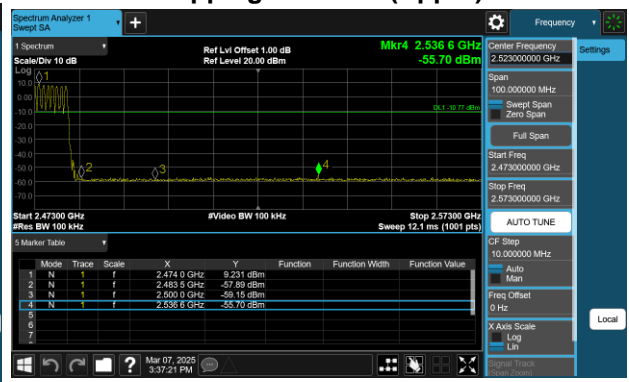 Spectrum Analyzer 1
Swept SA
Frequency
1 Spectrum
Scale/Div 10 dB
Log
Ref Lvl Offset 1.00 dB
Ref Level 20.00 dBm
Mkr4 2.536 6 GHz
-55.70 dBm
10.0
0.00
-10.0
-20.0
-30.0
-40.0
-50.0
-60.0
-70.0
1
2
3
4
DL1 -10.77 dBm
Start 2.47300 GHz
#Res BW 100 kHz
#Video BW 100 kHz
Stop 2.57300 GHz
Sweep 12.1 ms (1001 pts)
5 Marker Table
Mode Trace Scale X Y Function Function Width Function Value
1 N 1 f 2.474 0 GHz 9.231 dBm
2 N 1 f 2.483 5 GHz -57.89 dBm
3 N 1 f 2.500 0 GHz -59.15 dBm
4 N 1 f 2.536 6 GHz -55.70 dBm
5
6
7
Mar 07, 2025
3:37:21 PM
Center Frequency
2.523000000 GHz
Settings
Span
100.000000 MHz
Swept Span
Zero Span
Full Span
Start Freq
2.473000000 GHz
Stop Freq
2.573000000 GHz
AUTO TUNE
CF Step
10.000000 MHz
Auto
Man
Freq Offset
0 Hz
X Axis Scale
Log
Lin
Local
Signal Track
(Span Zoom)